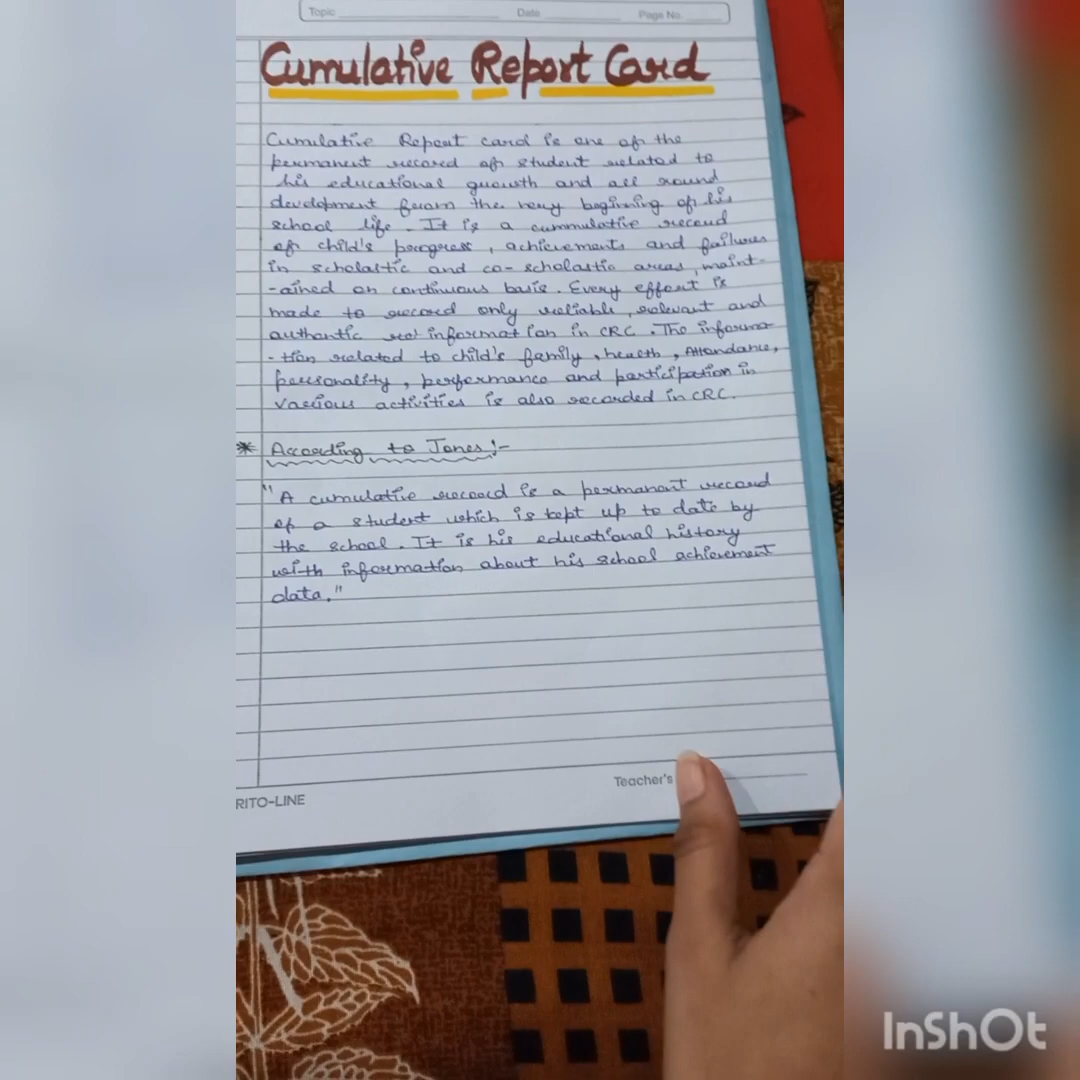 Topic Date Page No.
Cumulative Report Card
Cumulative Report card is one of the
permanent record of student related to
his educational growth and all round
development from the very beginning of his
school life. It is a cummulative record
of child's progress, achievements and failures
in scholastic and co-scholastic areas, maint-
-ained on continuous basis. Every effort is
made to record only reliable, relevant and
authentic information in CRC. The informa-
-tion related to child's family, health, Attendance,
personality, performance and participation in
various activities is also recorded in CRC.
* According to Jones:-
"A cumulative record is a permanant record
of a student which is kept up to date by
the school. It is his educational history
with information about his school achievement
data."
Teacher's
RITO-LINE
InShOt